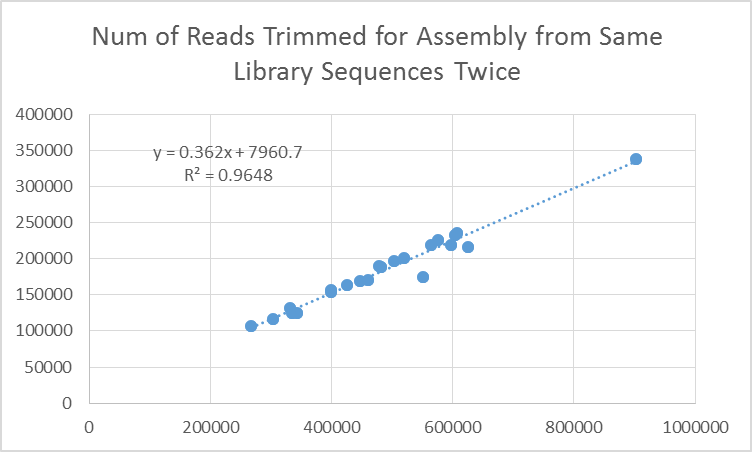 Num of Reads Trimmed for Assembly from Same
Library Sequences Twice
400000
350000
y = 0.362x + 7960.7
R² = 0.9648
300000
250000
200000
150000
100000
50000
0
0 200000 400000 600000 800000 1000000